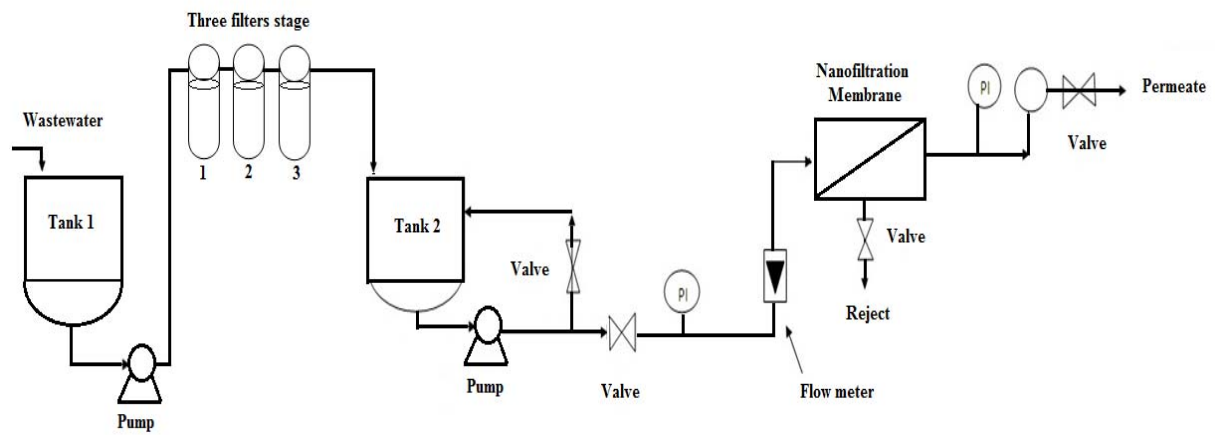 Three filters stage
Wastewater
1 2 3
Tank 1
Pump
Tank 2
Valve
Pump
Valve
PI
Flow meter
Nanofiltration
Membrane
Valve
Reject
PI
Valve
Permeate